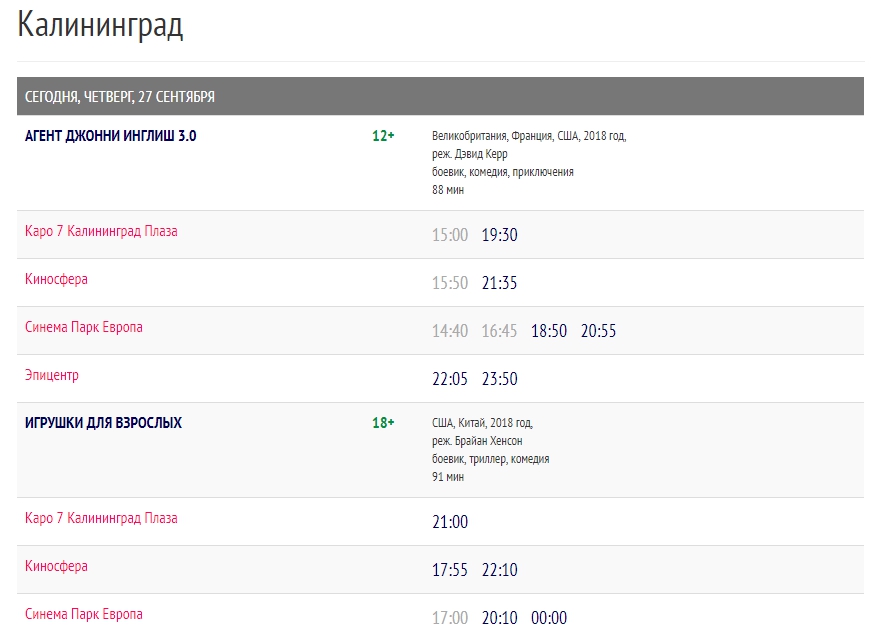 Калининград
СЕГОДНЯ, ЧЕТВЕРГ, 27 СЕНТЯБРЯ
АГЕНТ ДЖОННИ ИНГЛИШ 3.0 12+ Великобритания, Франция, США, 2018 год,
реж. Дэвид Керр
боевик, комедия, приключения
88 мин
Каро 7 Калининград Плаза 15:00 19:30
Киносфера 15:50 21:35
Синема Парк Европа 14:40 16:45 18:50 20:55
Эпицентр 22:05 23:50
ИГРУШКИ ДЛЯ ВЗРОСЛЫХ 18+ США, Китай, 2018 год,
реж. Брайан Хенсон
боевик, триллер, комедия
91 мин
Каро 7 Калининград Плаза 21:00
Киносфера 17:55 22:10
Синема Парк Европа 17:00 20:10 00:00